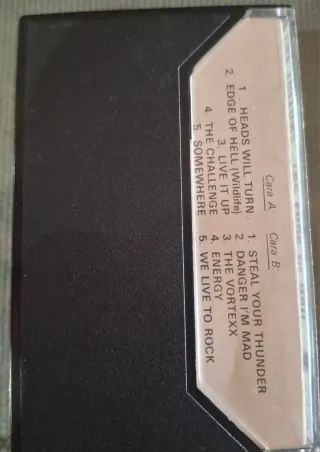 Cara A:
1. HEADS WILL TURN.
2. EDGE OF HELL (Wildlife)
3. LIVE IT UP
4. THE CHALLENGE
5. SOMEWHERE
Cara B:
1. STEAL YOUR THUNDER
2. DANGER I'M MAD
3. THE VORTEXX
4. ENERGY
5. WE LIVE TO ROCK